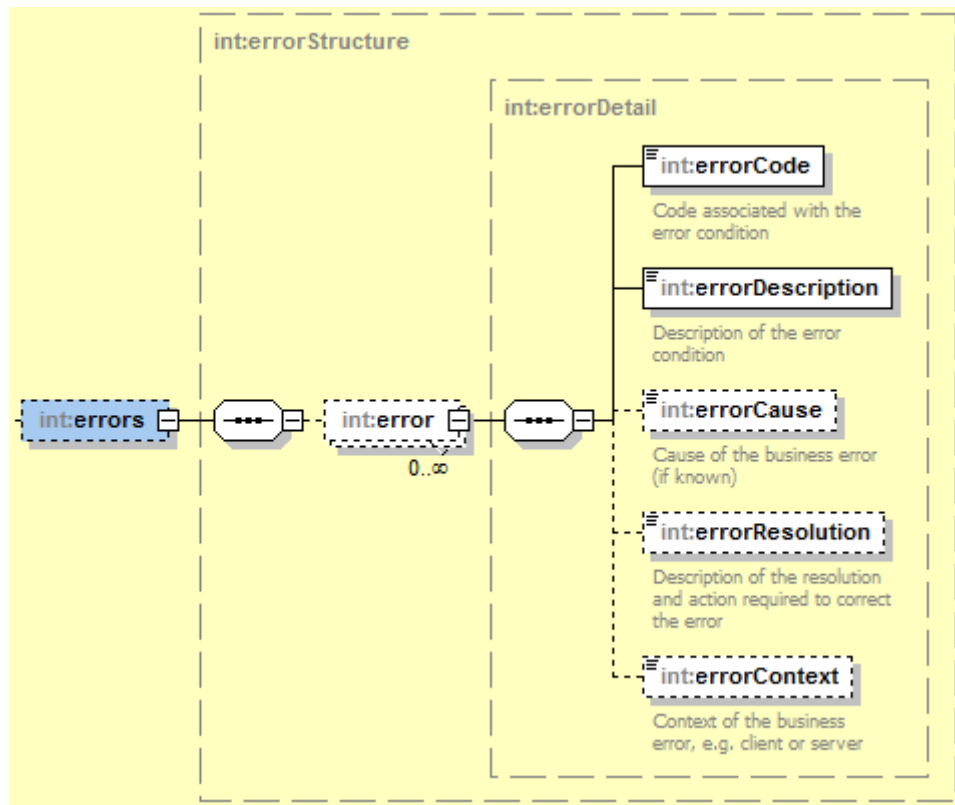 int:errorStructure
int:errorDetail
int:errorCode
Code associated with the
error condition
int:errorDescription
Description of the error
condition
int:errors
int:error
0..∞
int:errorCause
Cause of the business error
(if known)
int:errorResolution
Description of the resolution
and action required to correct
the error
int:errorContext
Context of the business
error, e.g. client or server